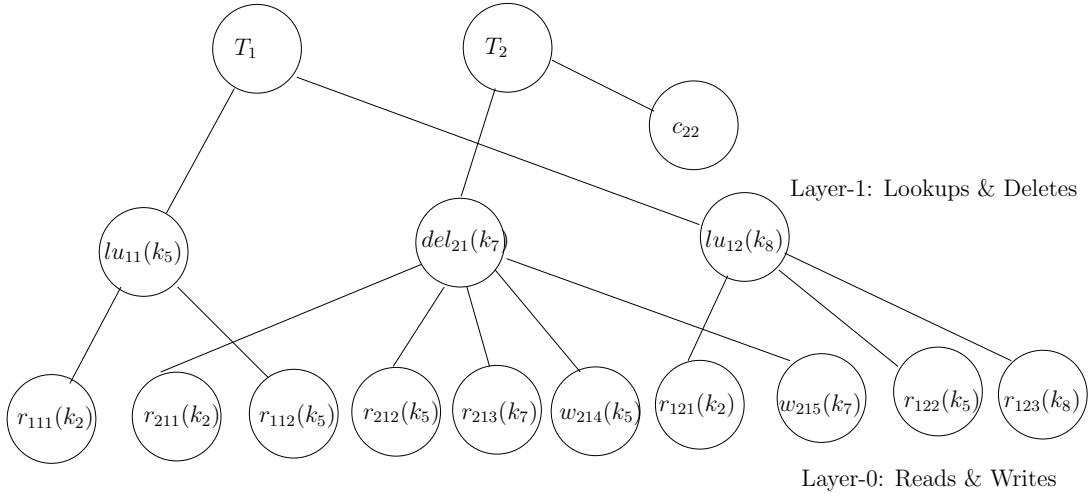 T₁
T₂
c₂₂
Layer-1: Lookups & Deletes
lu₁₁(k₅)
del₂₁(k₇)
lu₁₂(k₈)
r₁₁₁(k₂)
r₂₁₁(k₂)
r₁₁₂(k₅)
r₂₁₂(k₅)
r₂₁₃(k₇)
w₂₁₄(k₅)
r₁₂₁(k₂)
w₂₁₅(k₇)
r₁₂₂(k₅)
r₁₂₃(k₈)
Layer-0: Reads & Writes